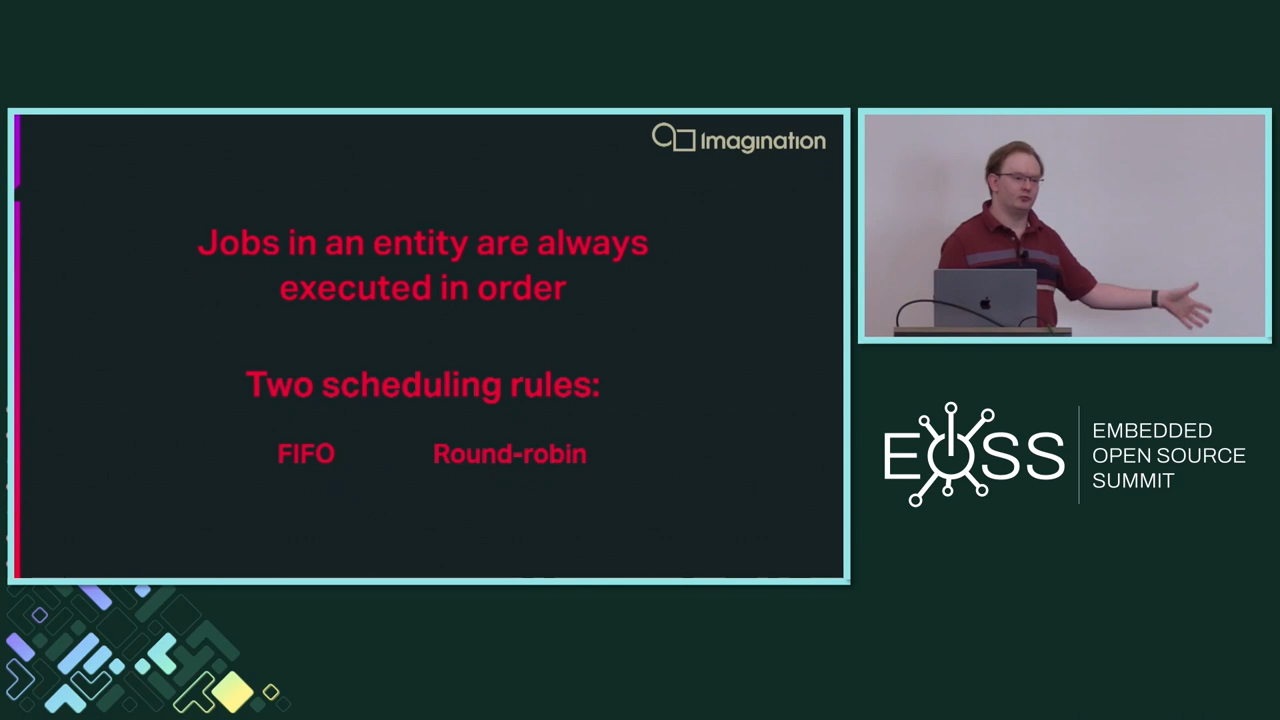 Imagination
Jobs in an entity are always
executed in order
Two scheduling rules:
FIFO
Round-robin
EOSS
EMBEDDED
OPEN SOURCE
SUMMIT